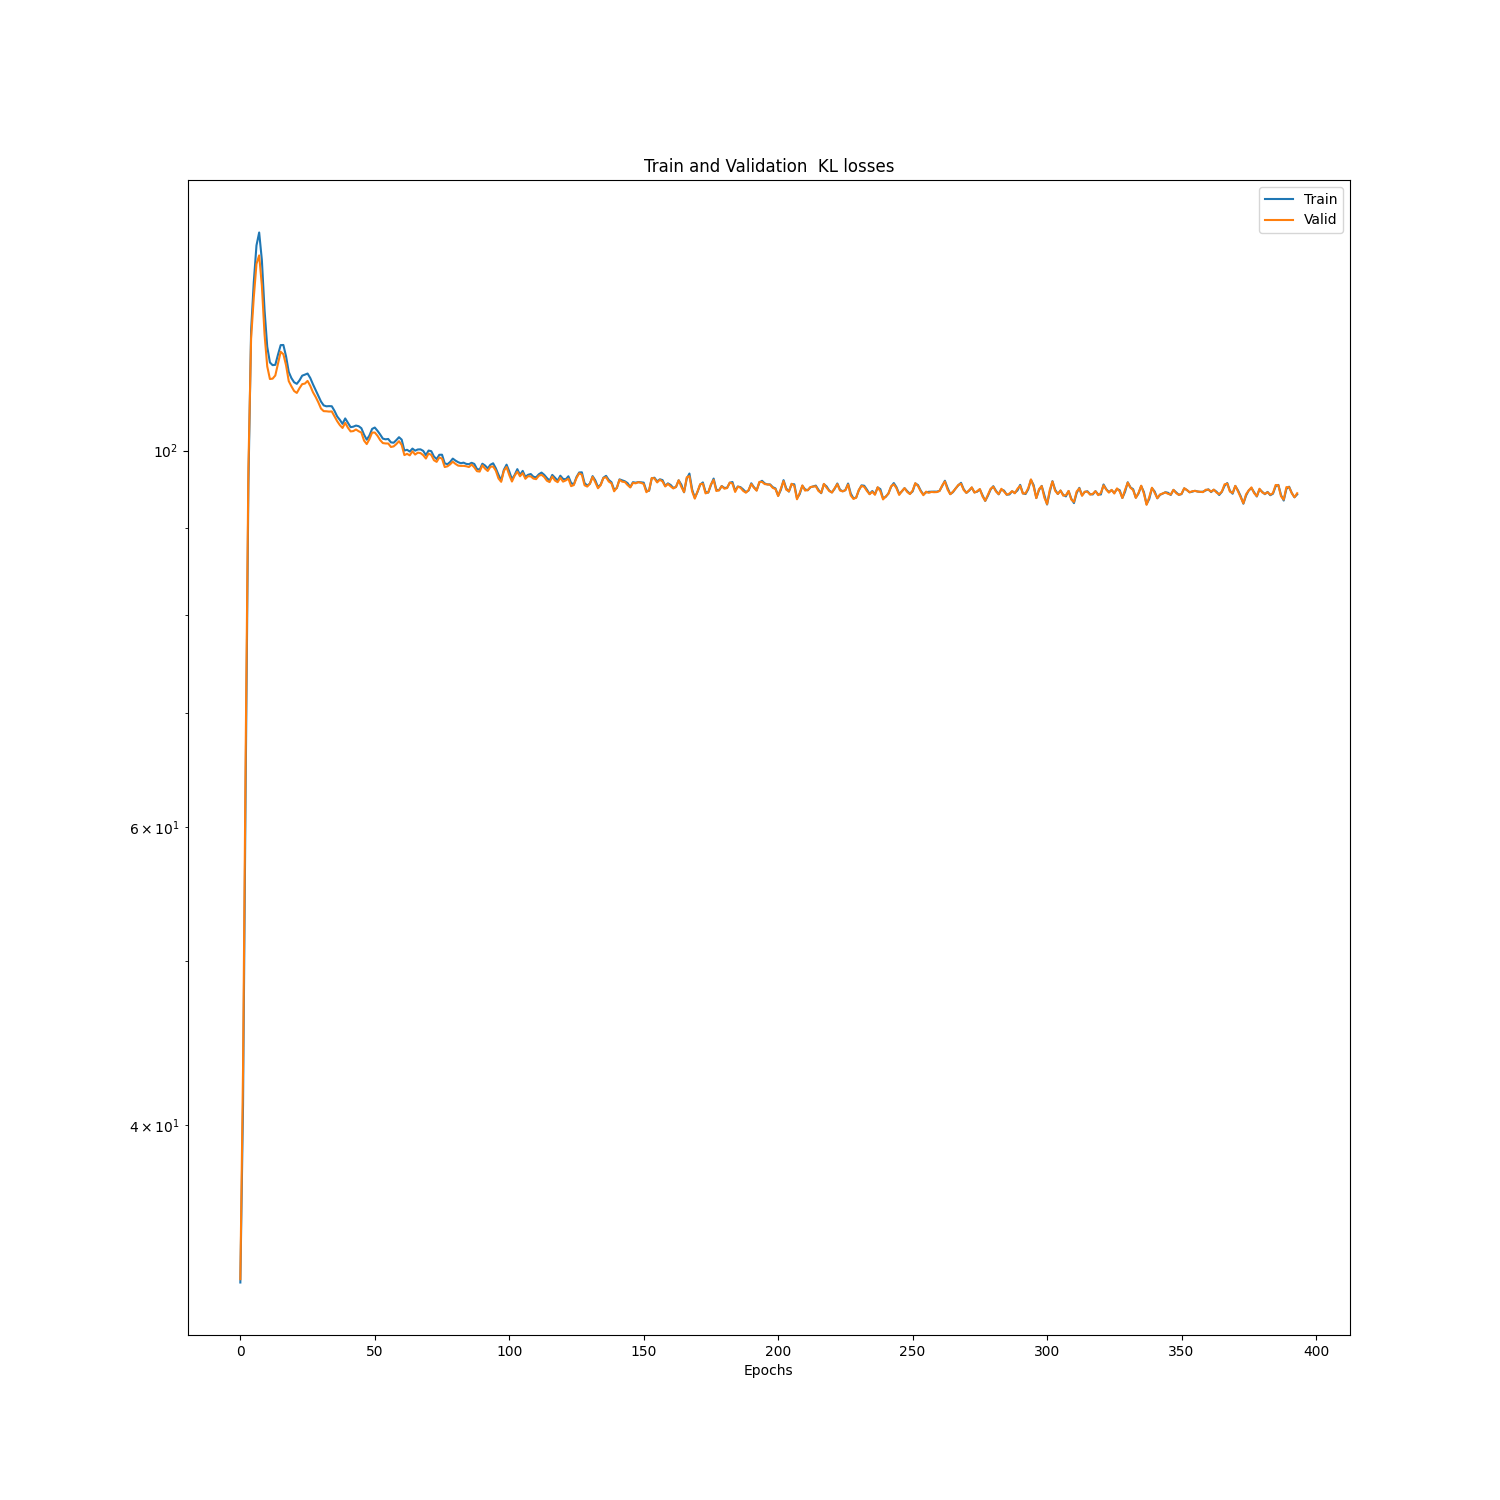 Train and Validation  KL losses
Train
Valid
10²
6 × 10¹
4 × 10¹
0 50 100 150 200 250 300 350 400
Epochs